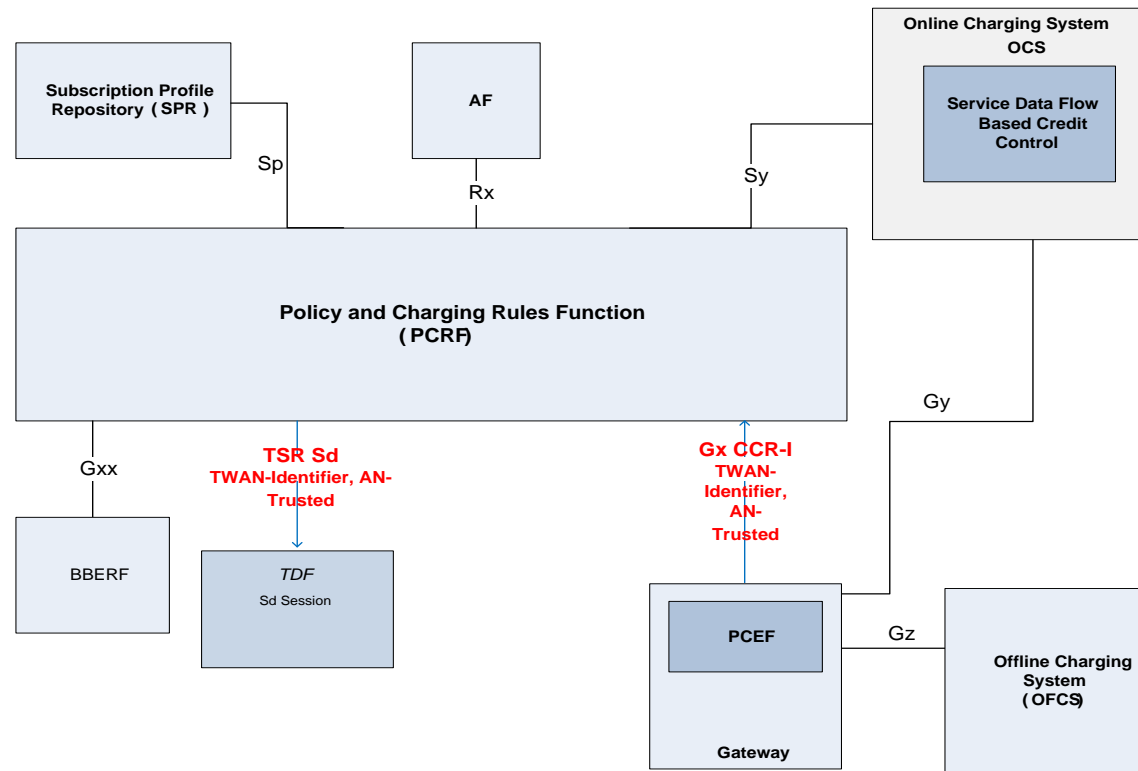 Online Charging System
OCS
Service Data Flow
Based Credit
Control
Subscription Profile
Repository ( SPR )
AF
Sp
Rx
Sy
Policy and Charging Rules Function
( PCRF)
Gy
Gxx
TSR Sd
TWAN-Identifier, AN-
Trusted
Gx CCR-I
TWAN-
Identifier,
AN-
Trusted
BBERF
TDF
Sd Session
PCEF
Gateway
Gz
Offline Charging
System
( OFCS)